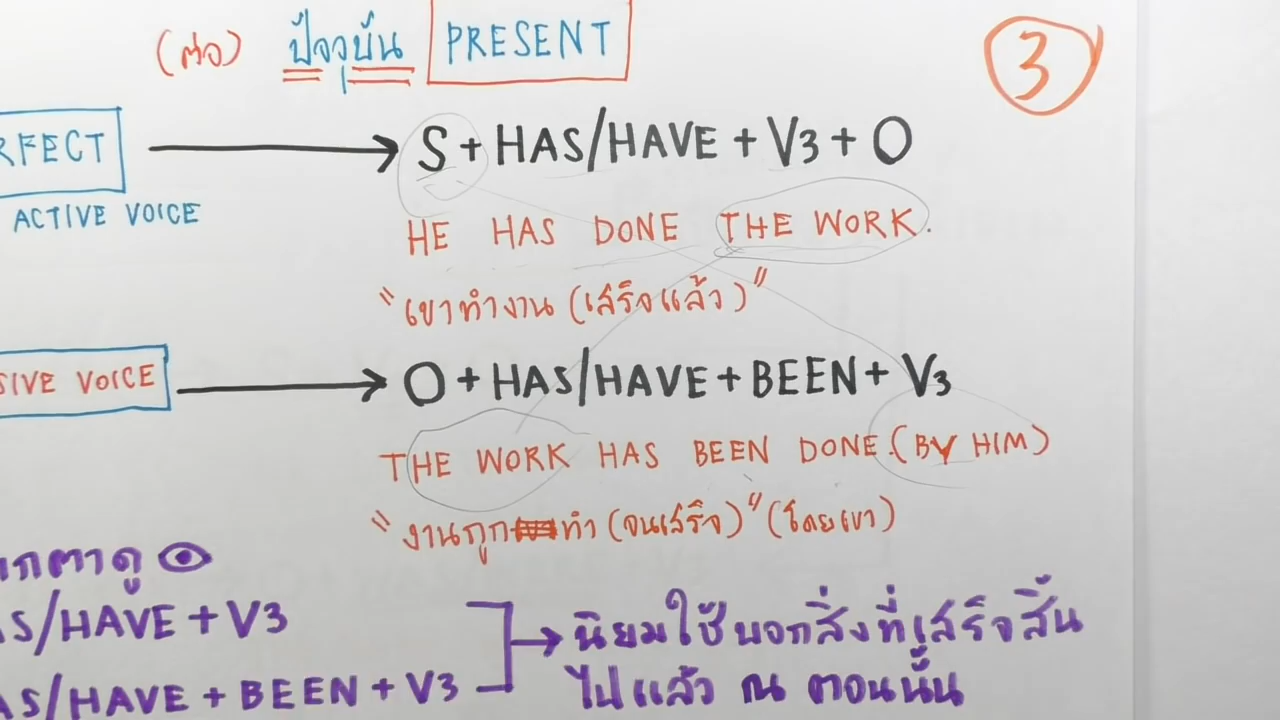 (ต่อ) ปัจจุบัน PRESENT
3
RFECT S + HAS/HAVE + V3 + O
ACTIVE VOICE
HE HAS DONE THE WORK.
"เขาทำงาน (เสร็จแล้ว)"
SIVE VOICE O + HAS/HAVE + BEEN + V3
THE WORK HAS BEEN DONE. (BY HIM)
"งานถูกทำ (จนเสร็จ)" (โดยเขา)
กตาดู
AS/HAVE + V3
นิยมใช้บอกสิ่งที่เสร็จสิ้น
AS/HAVE + BEEN + V3
ไปแล้ว ณ ตอนนั้น